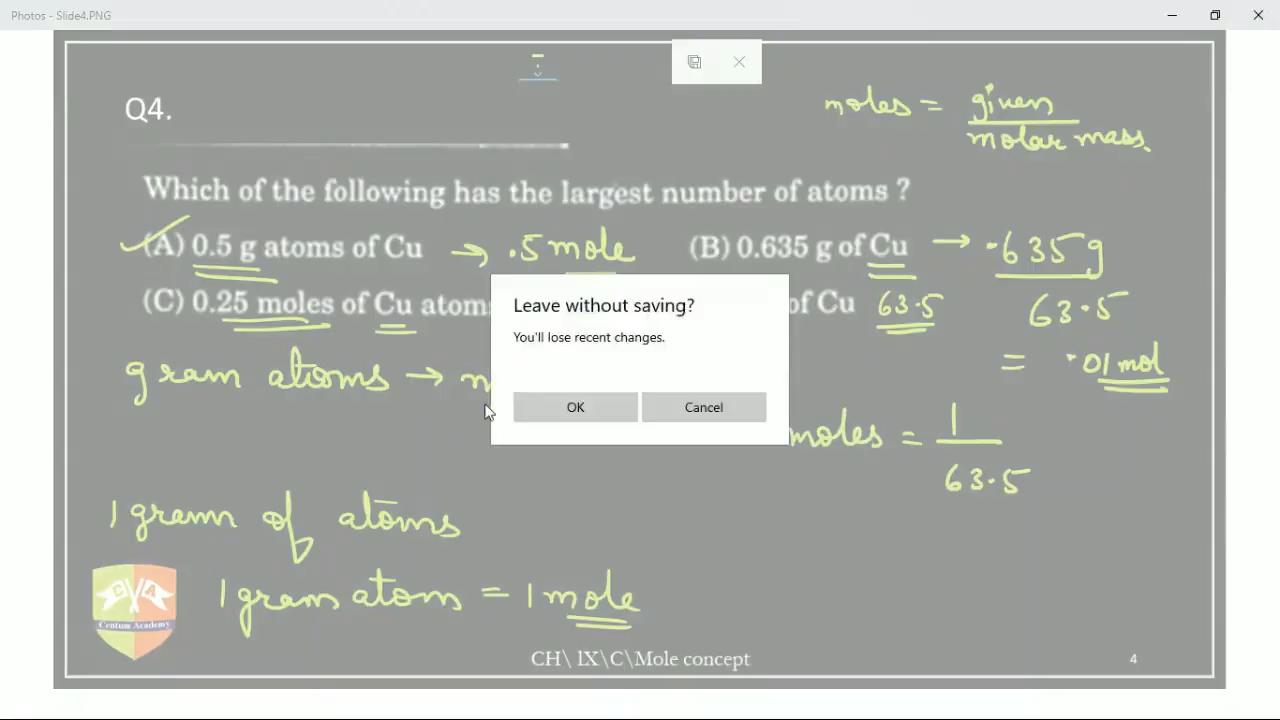 Photos - Slide4.PNG
Q4.
moles = given
molar mass.
Which of the following has the largest number of atoms ?
(A) 0.5 g atoms of Cu → .5 mole (B) 0.635 g of Cu → .635 g
63.5
(C) 0.25 moles of Cu atoms of Cu 63.5
= .01 mol
gram atoms →
Leave without saving?
You'll lose recent changes.
OK Cancel
moles = 1
63.5
1 gram of atoms
1 gram atom = 1 mole
Centum Academy
CH\ lX\C\Mole concept
4